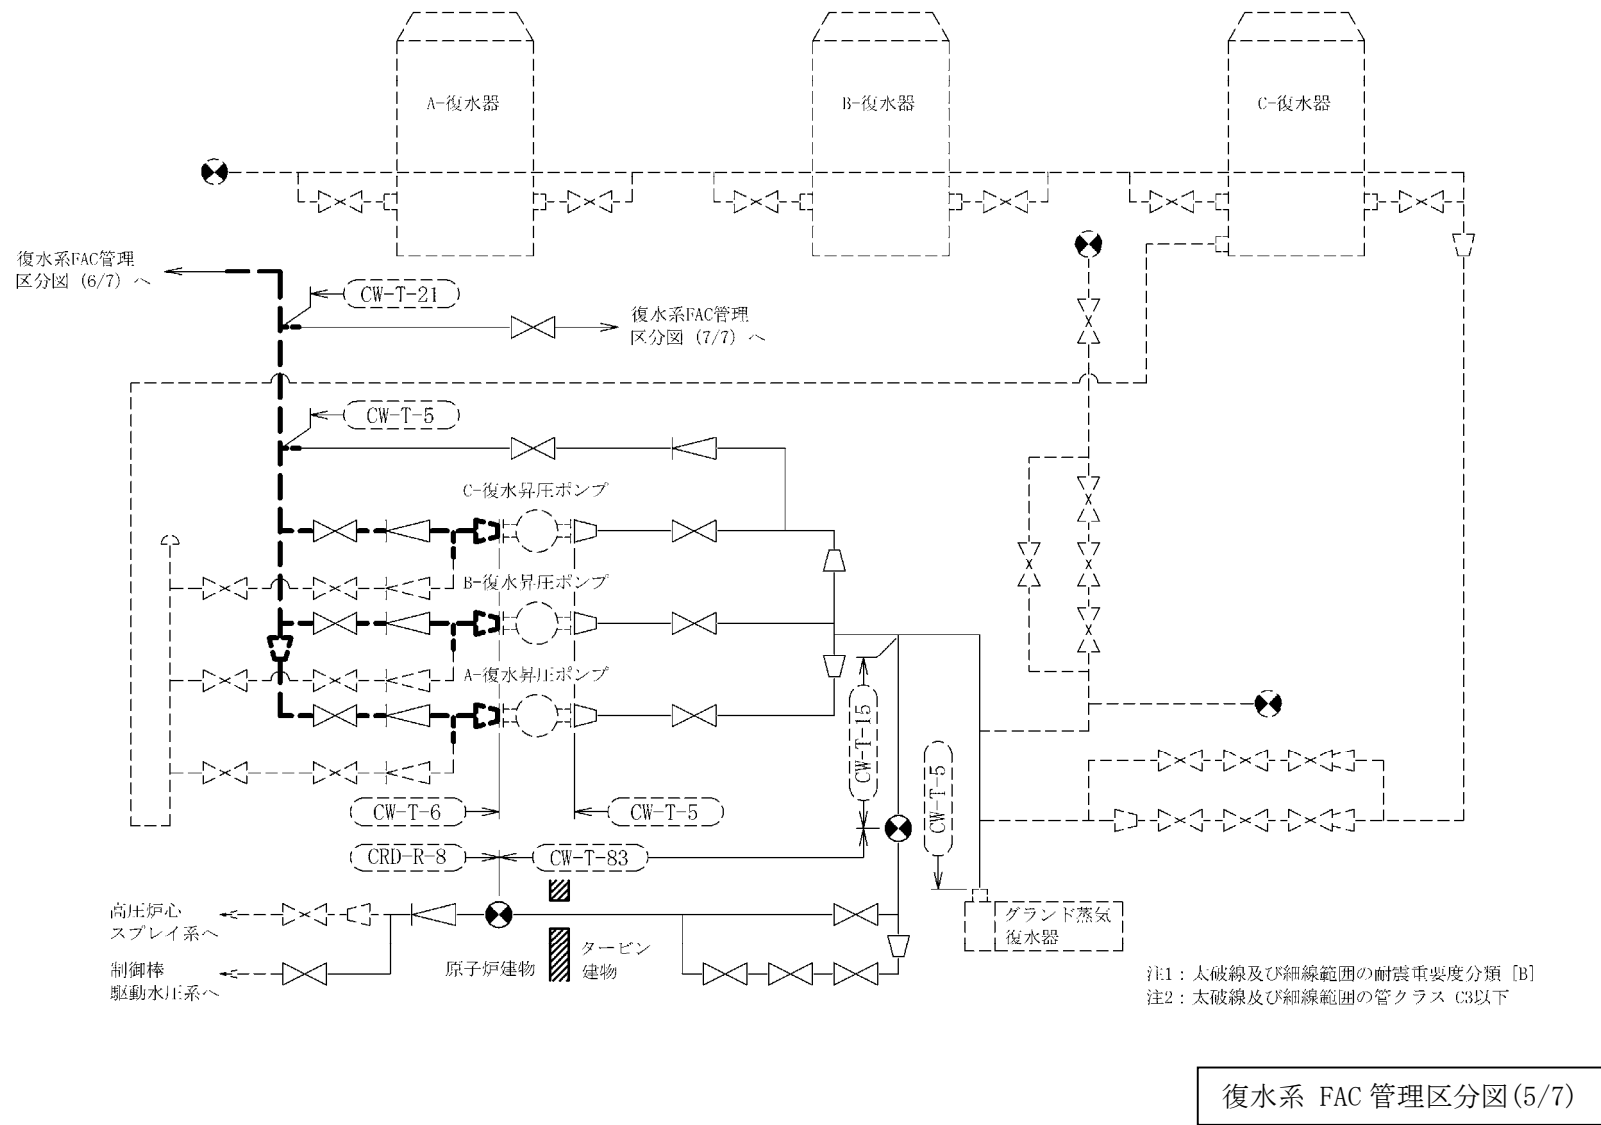 A-復水器
B-復水器
C-復水器
復水系FAC管理
区分図 (6/7) へ
CW-T-21
復水系FAC管理
区分図 (7/7) へ
CW-T-5
C-復水昇圧ポンプ
B-復水昇圧ポンプ
A-復水昇圧ポンプ
CW-T-15
CW-T-5
CW-T-6
CW-T-5
CRD-R-8
CW-T-83
高圧炉心
スプレイ系へ
グランド蒸気
復水器
タービン
建物
原子炉建物
制御棒
駆動水圧系へ
注1：太破線及び細線範囲の耐震重要度分類 [B]
注2：太破線及び細線範囲の管クラス C3以下
復水系 FAC 管理区分図(5/7)